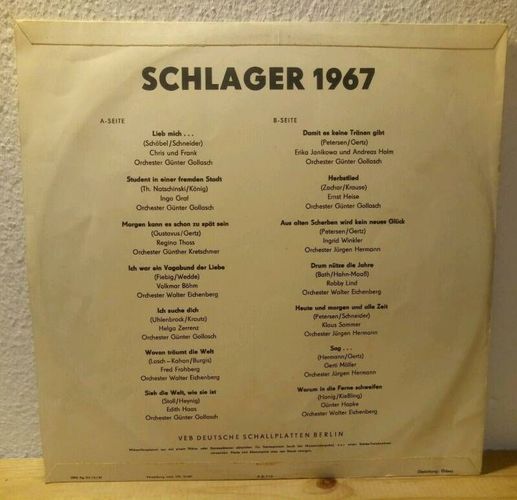 SCHLAGER 1967
A-SEITE
Lieb mich . . .
(Schöbel/Schneider)
Chris und Frank
Orchester Günter Gollasch
Student in einer fremden Stadt
(Th. Natschinski/König)
Ingo Graf
Orchester Günter Gollasch
Morgen kann es schon zu spät sein
(Gustavus/Gertz)
Regina Thoss
Orchester Günther Kretschmer
Ich war ein Vagabund der Liebe
(Fiebig/Wedde)
Volkmar Böhm
Orchester Walter Eichenberg
Ich suche dich
(Uhlenbrock/Krautz)
Helga Zerrenz
Orchester Günter Gollasch
Wovon träumt die Welt
(Losch-Kahan/Burgis)
Fred Frohberg
Orchester Walter Eichenberg
Sieh die Welt, wie sie ist
(Stoll/Heynig)
Edith Haas
Orchester Günter Gollasch
B-SEITE
Damit es keine Tränen gibt
(Petersen/Gertz)
Erika Janikowa und Andreas Holm
Orchester Günter Gollasch
Herbstlied
(Zachar/Krause)
Ernst Heise
Orchester Günter Gollasch
Aus alten Scherben wird kein neues Glück
(Petersen/Gertz)
Ingrid Winkler
Orchester Jürgen Hermann
Drum nütze die Jahre
(Bath/Hahn-Maaß)
Robby Lind
Orchester Walter Eichenberg
Heute und morgen und alle Zeit
(Petersen/Schneider)
Klaus Sommer
Orchester Jürgen Hermann
Sag . . .
(Hermann/Gertz)
Gerti Möller
Orchester Jürgen Hermann
Warum in die Ferne schweifen
(Honig/Kießling)
Günter Hapke
Orchester Walter Eichenberg
VEB DEUTSCHE SCHALLPLATTEN BERLIN